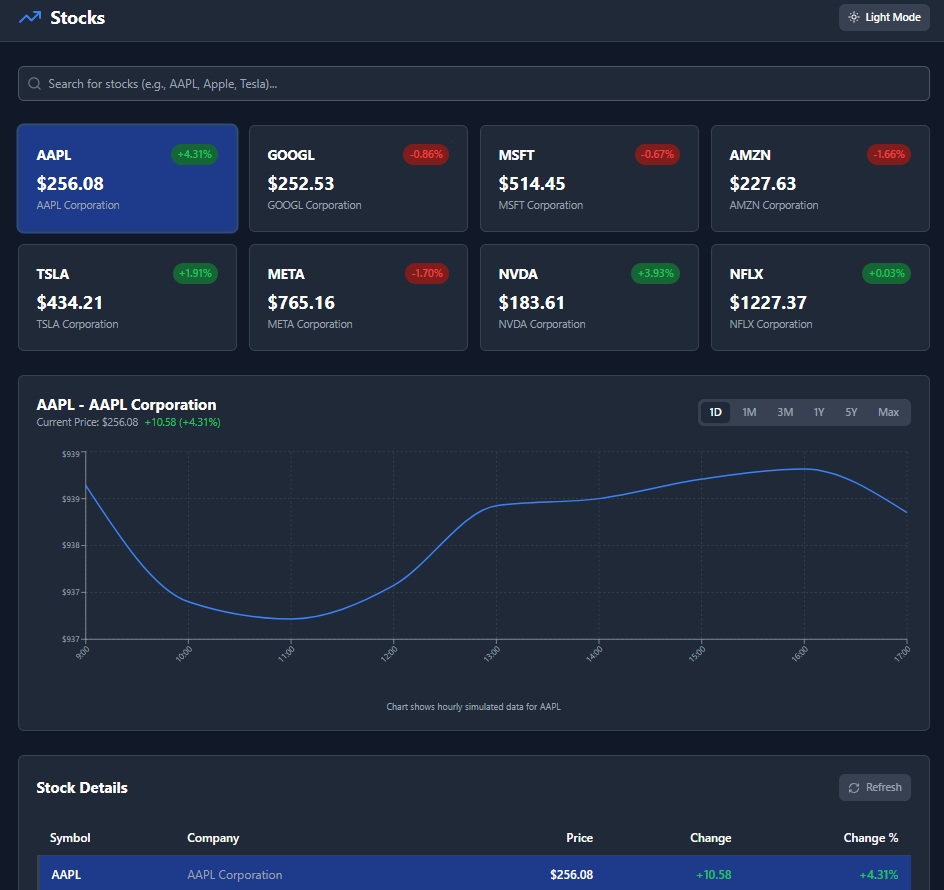 Stocks
Light Mode
Search for stocks (e.g., AAPL, Apple, Tesla)...
AAPL +4.31%
$256.08
AAPL Corporation
GOOGL -0.86%
$252.53
GOOGL Corporation
MSFT -0.67%
$514.45
MSFT Corporation
AMZN -1.66%
$227.63
AMZN Corporation
TSLA +1.91%
$434.21
TSLA Corporation
META -1.70%
$765.16
META Corporation
NVDA +3.93%
$183.61
NVDA Corporation
NFLX +0.03%
$1227.37
NFLX Corporation
AAPL - AAPL Corporation
Current Price: $256.08 +10.58 (+4.31%)
1D 1M 3M 1Y 5Y Max
$939
$939
$938
$937
$937
9:00 10:00 11:00 12:00 13:00 14:00 15:00 16:00 17:00
Chart shows hourly simulated data for AAPL
Stock Details
Refresh
Symbol Company Price Change Change %
AAPL AAPL Corporation $256.08 +10.58 +4.31%